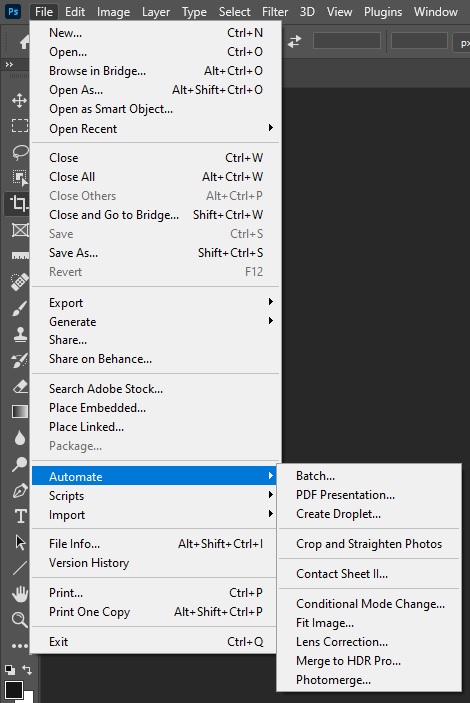 Ps File Edit Image Layer Type Select Filter 3D View Plugins Window
New... Ctrl+N
Open... Ctrl+O
Browse in Bridge... Alt+Ctrl+O
Open As... Alt+Shift+Ctrl+O
Open as Smart Object...
Open Recent
Close Ctrl+W
Close All Alt+Ctrl+W
Close Others Alt+Ctrl+P
Close and Go to Bridge... Shift+Ctrl+W
Save Ctrl+S
Save As... Shift+Ctrl+S
Revert F12
Export
Generate
Share...
Share on Behance...
Search Adobe Stock...
Place Embedded...
Place Linked...
Package...
Automate
Scripts
Import
File Info... Alt+Shift+Ctrl+I
Version History
Print... Ctrl+P
Print One Copy Alt+Shift+Ctrl+P
Exit Ctrl+Q
Batch...
PDF Presentation...
Create Droplet...
Crop and Straighten Photos
Contact Sheet II...
Conditional Mode Change...
Fit Image...
Lens Correction...
Merge to HDR Pro...
Photomerge...